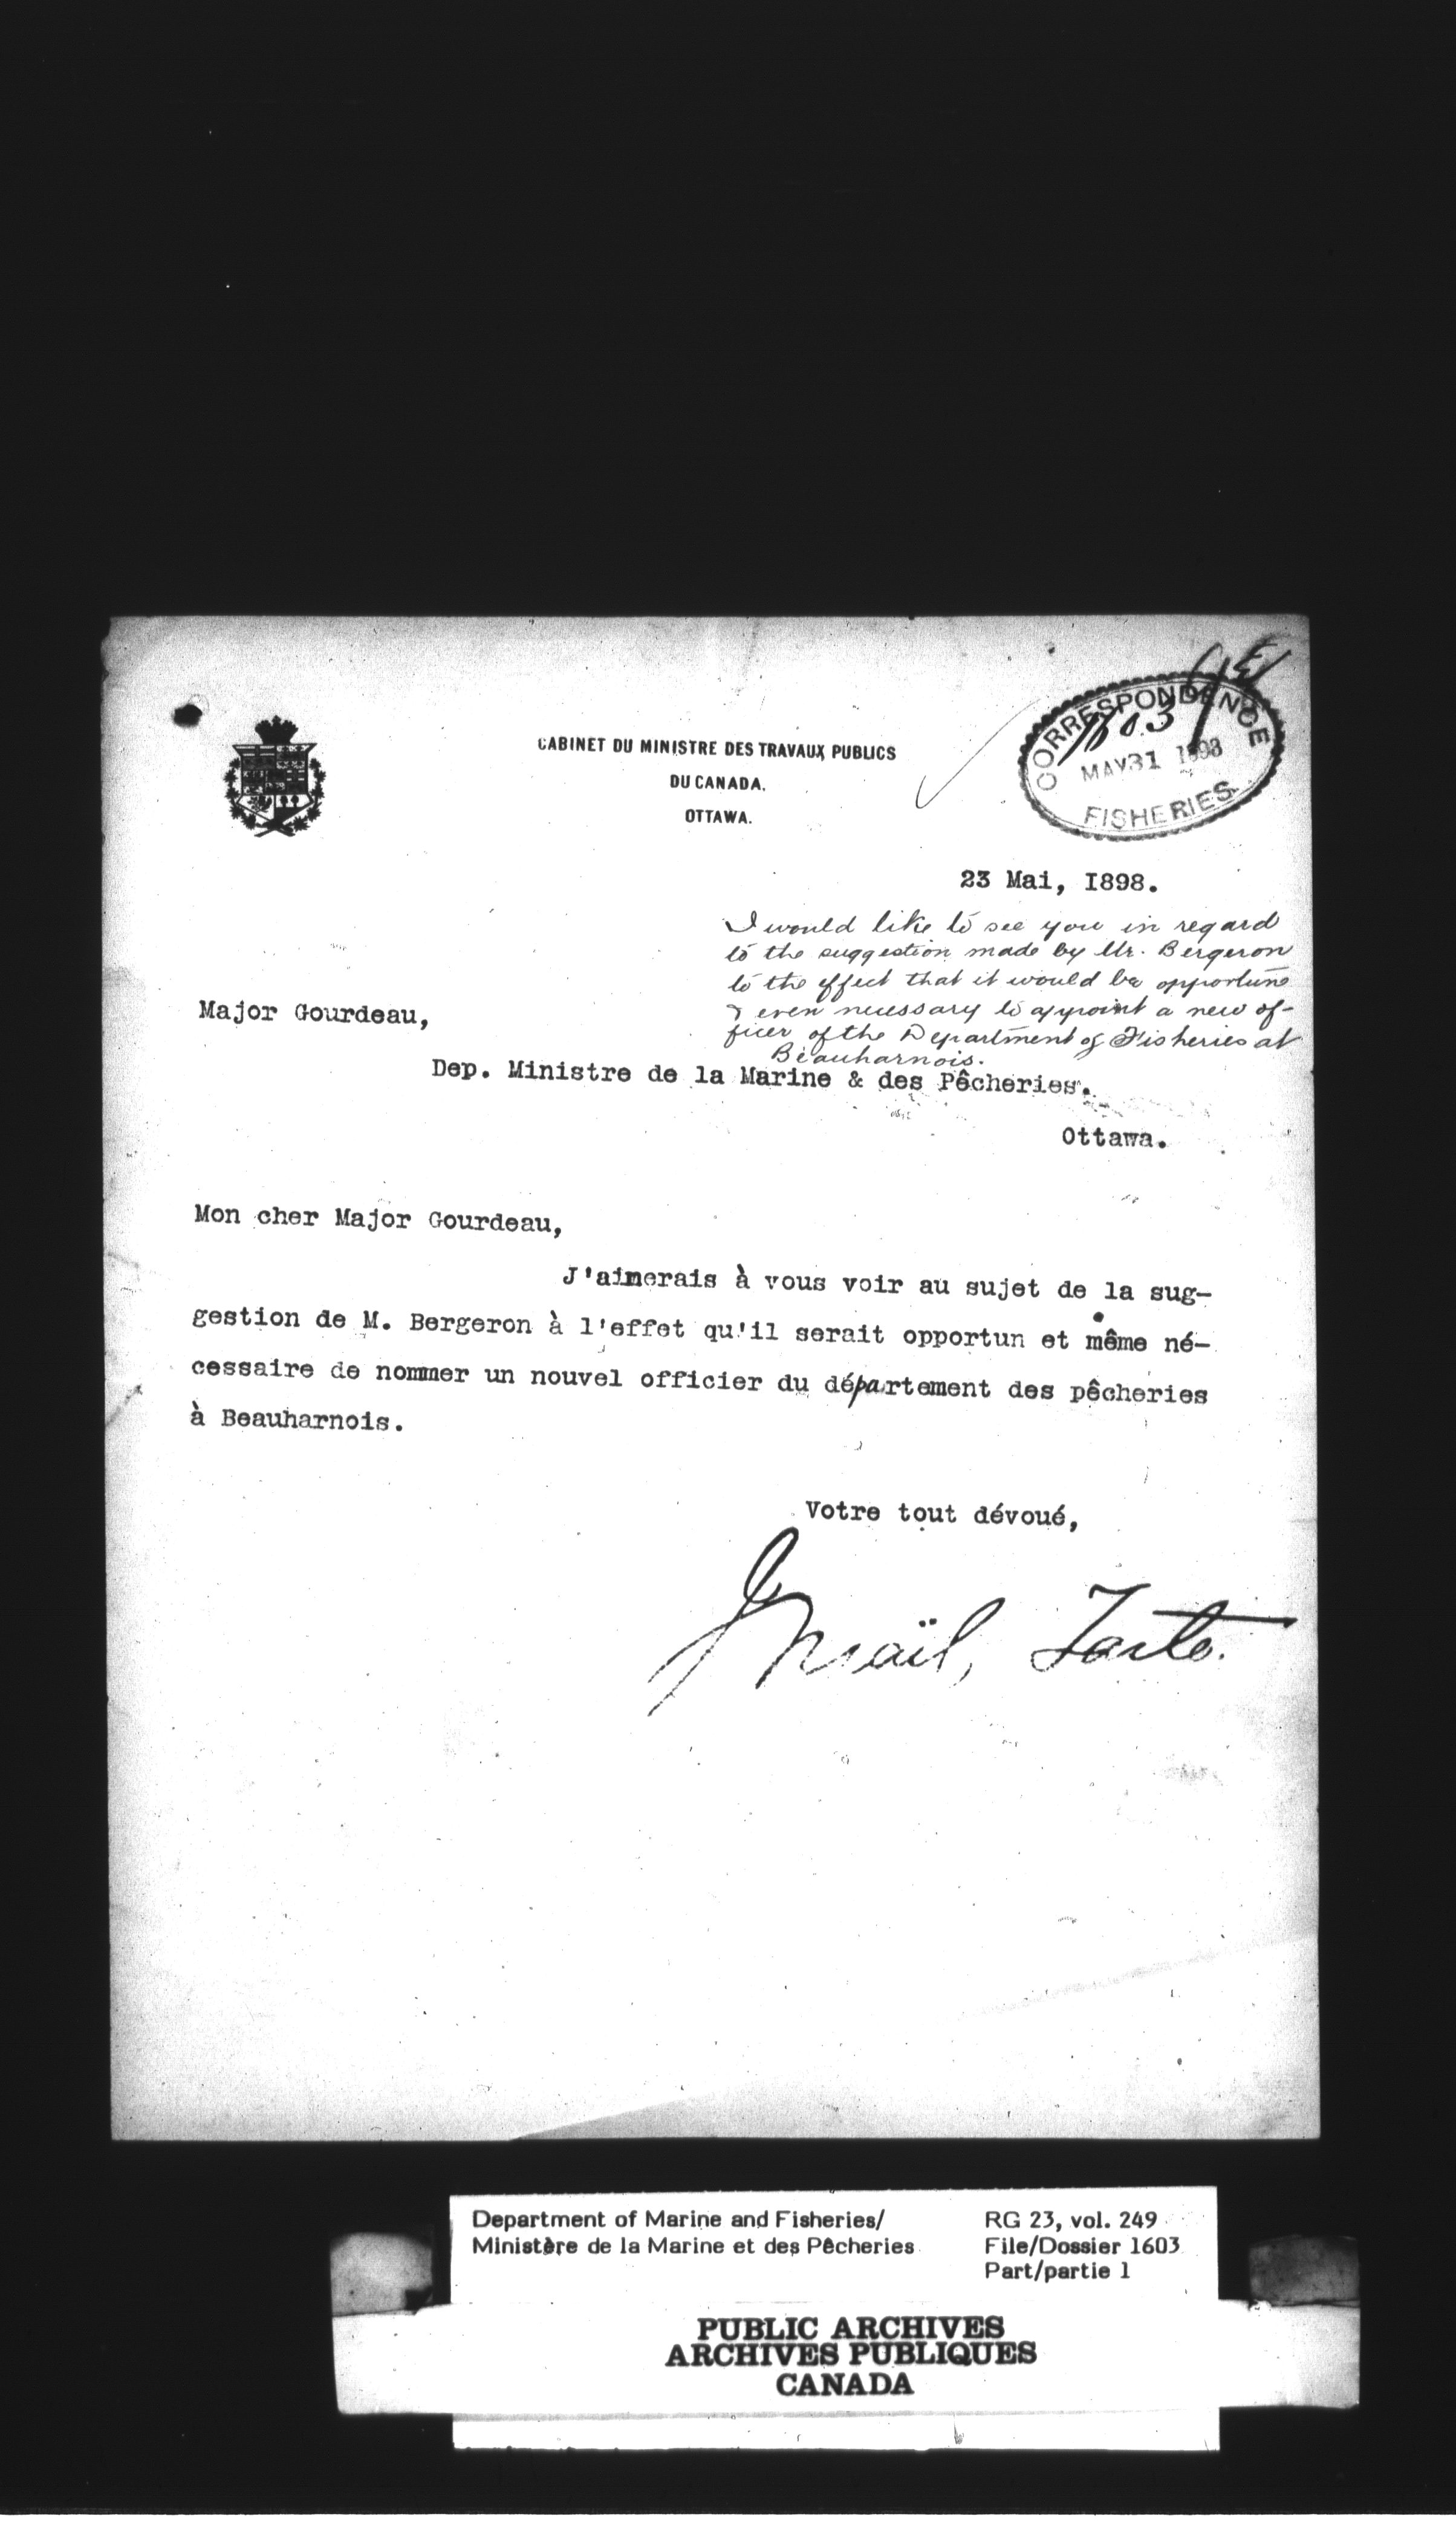 CORRESPONDENCE
1603
MAY 31 1898
FISHERIES
CABINET DU MINISTRE DES TRAVAUX PUBLICS
DU CANADA.
OTTAWA.
23 Mai, I898.
I would like to see you in regard
to the suggestion made by Mr. Bergeron
to the effect that it would be opportune
& even necessary to appoint a new of-
ficer of the Department of Fisheries at
Beauharnois.
Major Gourdeau,
Dep. Ministre de la Marine & des Pêcheries.
Ottawa.
Mon cher Major Gourdeau,
J'aimerais à vous voir au sujet de la sug-
gestion de M. Bergeron à l'effet qu'il serait opportun et même né-
cessaire de nommer un nouvel officier du département des pêcheries
à Beauharnois.
Votre tout dévoué,
J Israël, Tarte.
Department of Marine and Fisheries/
Ministère de la Marine et des Pêcheries
RG 23, vol. 249
File/Dossier 1603
Part/partie 1
PUBLIC ARCHIVES
ARCHIVES PUBLIQUES
CANADA